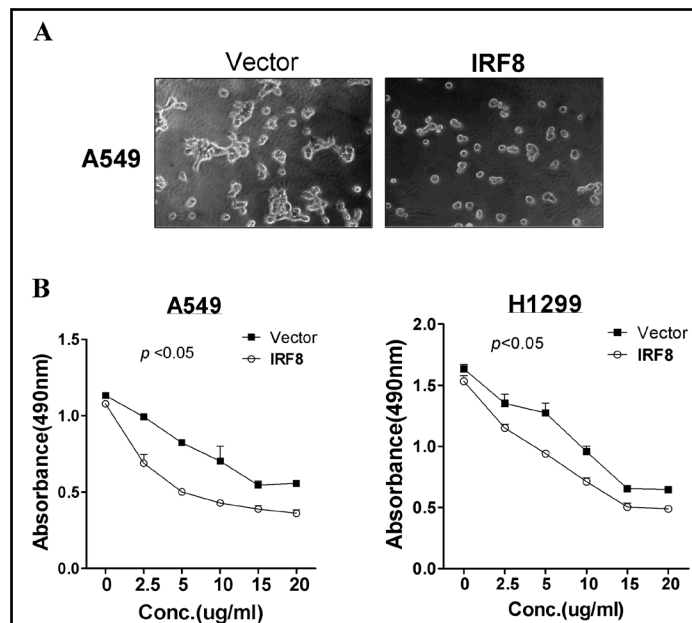 A
Vector
IRF8
A549
B
A549
Absorbance(490nm)
1.5
1.0
0.5
0.0
p <0.05
Vector
IRF8
0 2.5 5 10 15 20
Conc.(ug/ml)
H1299
Absorbance(490nm)
2.0
1.5
1.0
0.5
0.0
p<0.05
Vector
IRF8
0 2.5 5 10 15 20
Conc.(ug/ml)